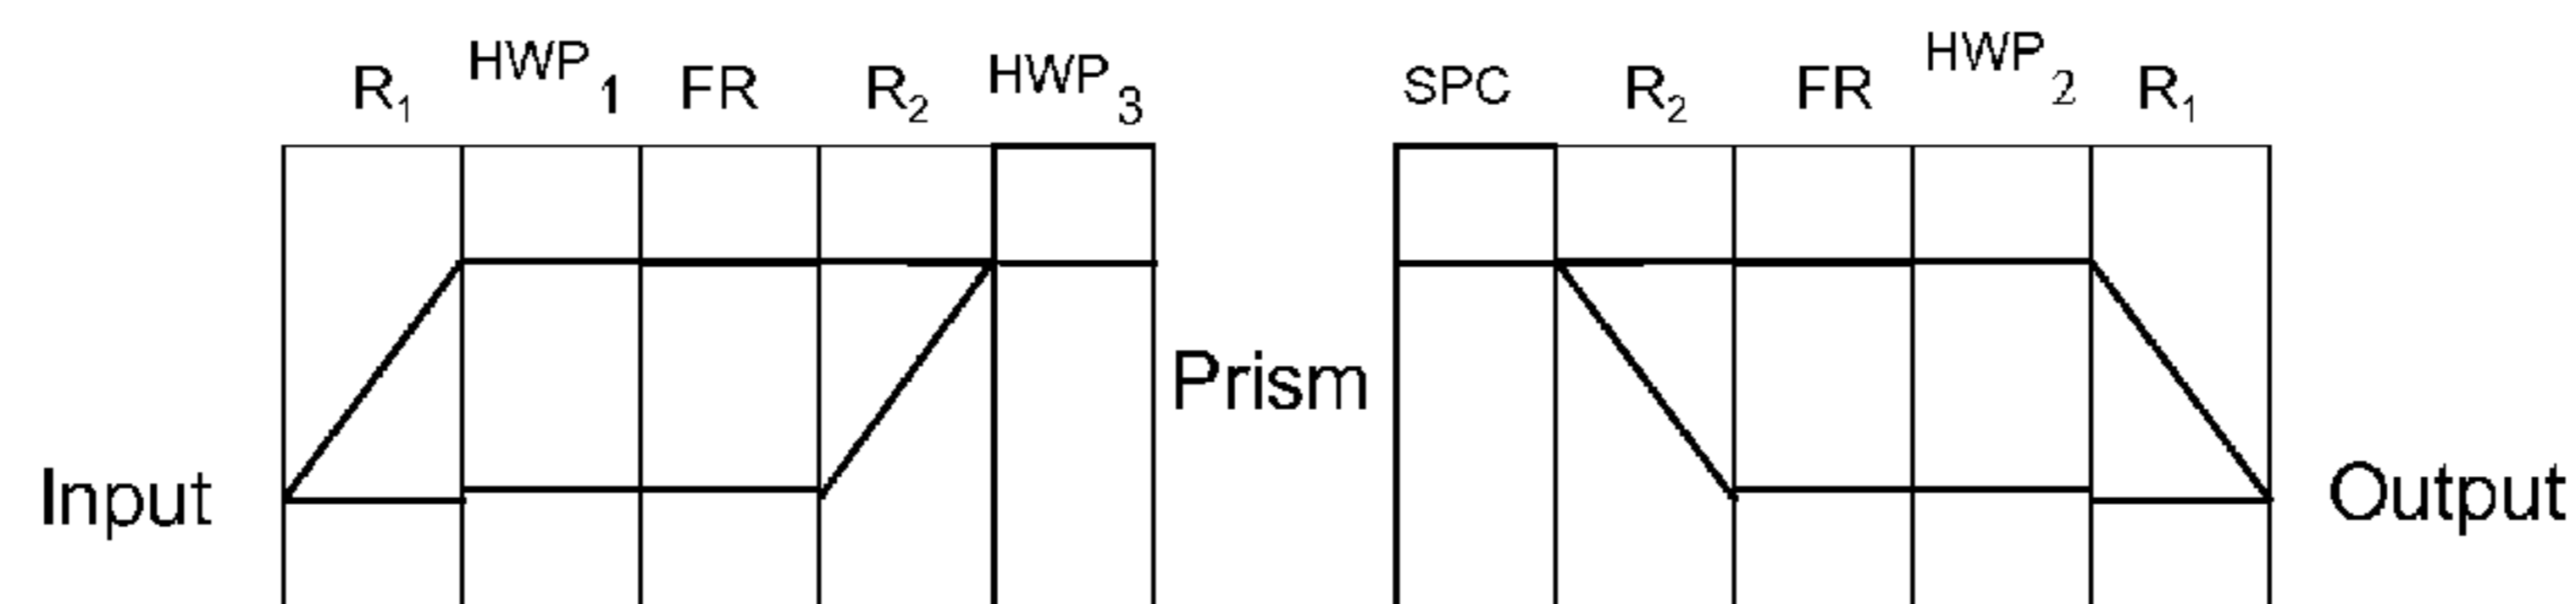 R₁ HWP₁ FR R₂ HWP₃ SPC R₂ FR HWP₂ R₁
Prism
Input Output